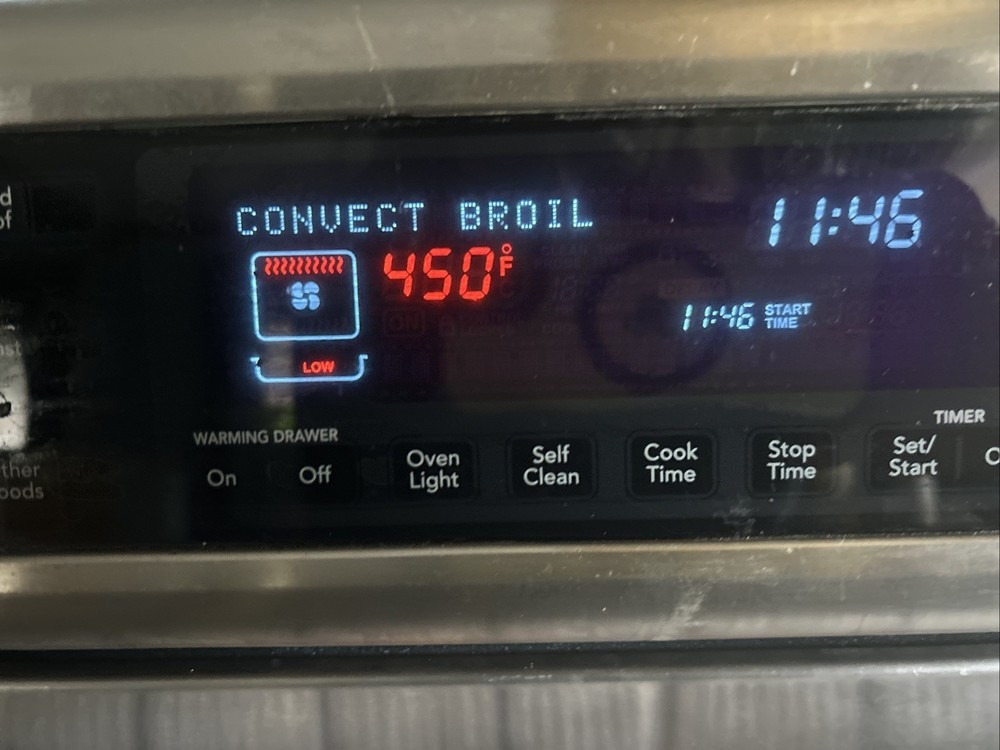 CONVECT BROIL
11:46
450°F
11:46 START TIME
LOW
WARMING DRAWER
TIMER
On
Off
Oven Light
Self Clean
Cook Time
Stop Time
Set/ Start